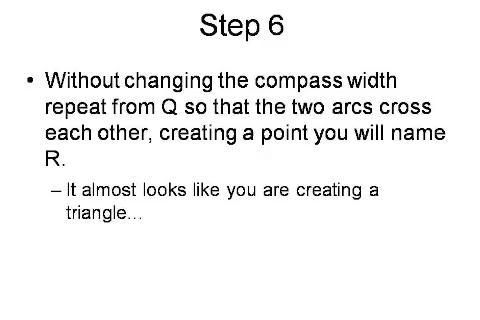 Step 6
• Without changing the compass width
repeat from Q so that the two arcs cross
each other, creating a point you will name
R.
– It almost looks like you are creating a
triangle...